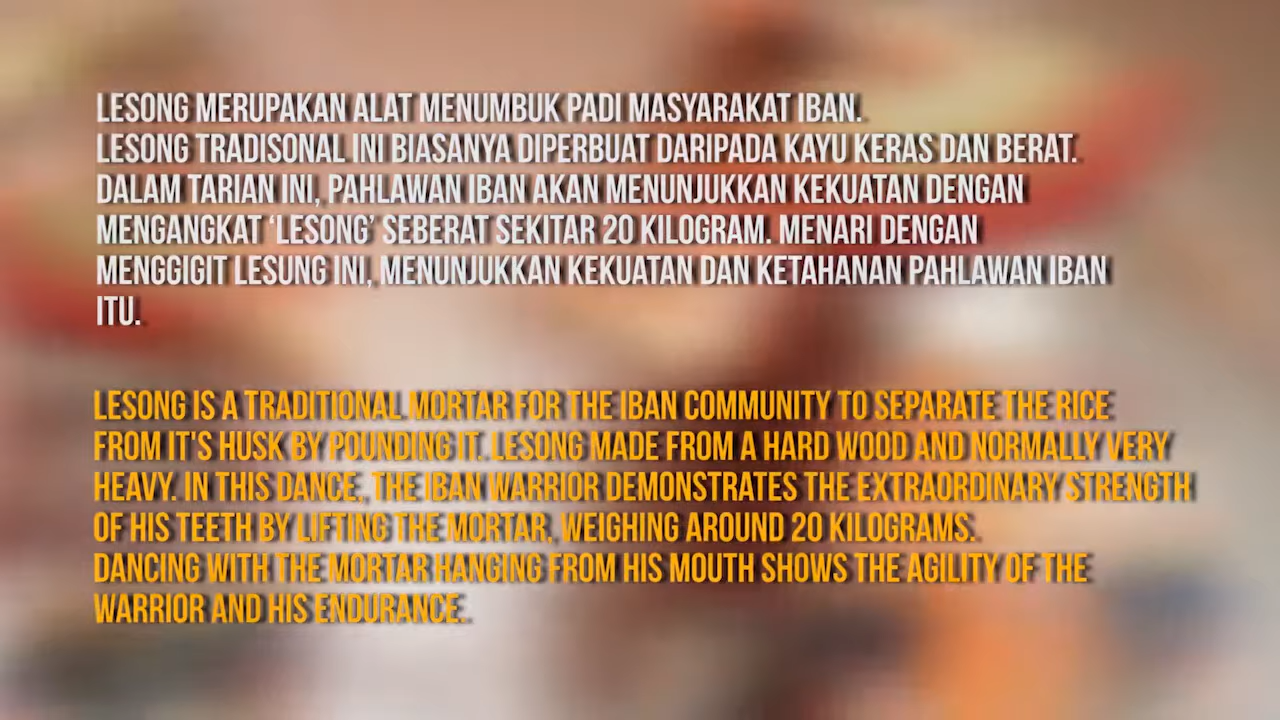 LESONG MERUPAKAN ALAT MENUMBUK PADI MASYARAKAT IBAN.
LESONG TRADISONAL INI BIASANYA DIPERBUAT DARIPADA KAYU KERAS DAN BERAT.
DALAM TARIAN INI, PAHLAWAN IBAN AKAN MENUNJUKKAN KEKUATAN DENGAN
MENGANGKAT ‘LESONG’ SEBERAT SEKITAR 20 KILOGRAM. MENARI DENGAN
MENGGIGIT LESUNG INI, MENUNJUKKAN KEKUATAN DAN KETAHANAN PAHLAWAN IBAN
ITU.
LESONG IS A TRADITIONAL MORTAR FOR THE IBAN COMMUNITY TO SEPARATE THE RICE
FROM IT'S HUSK BY POUNDING IT. LESONG MADE FROM A HARD WOOD AND NORMALLY VERY
HEAVY. IN THIS DANCE, THE IBAN WARRIOR DEMONSTRATES THE EXTRAORDINARY STRENGTH
OF HIS TEETH BY LIFTING THE MORTAR, WEIGHING AROUND 20 KILOGRAMS.
DANCING WITH THE MORTAR HANGING FROM HIS MOUTH SHOWS THE AGILITY OF THE
WARRIOR AND HIS ENDURANCE.